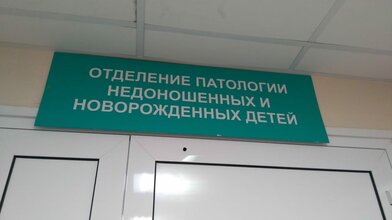 ОТДЕЛЕНИЕ ПАТОЛОГИИ
НЕДОНОШЕННЫХ И
НОВОРОЖДЕННЫХ ДЕТЕЙ